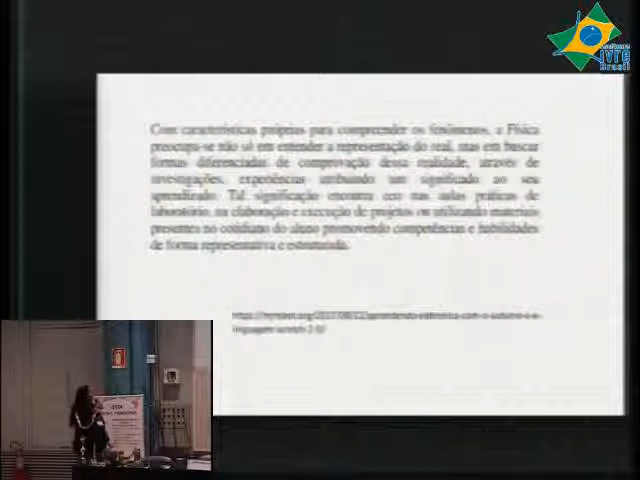 Com características próprias para compreender os fenômenos, a Física
preocupa-se não só em entender a representação do real, mas em buscar
formas diferenciadas de comprovação dessa realidade, através de
investigações, experiências atribuindo um significado ao seu
aprendizado. Tal significação encontra eco nas aulas práticas de
laboratório, na elaboração e execução de projetos ou utilizando materiais
presentes no cotidiano do aluno promovendo competências e habilidades
de forma representativa e estruturada.
ivre
Brasil